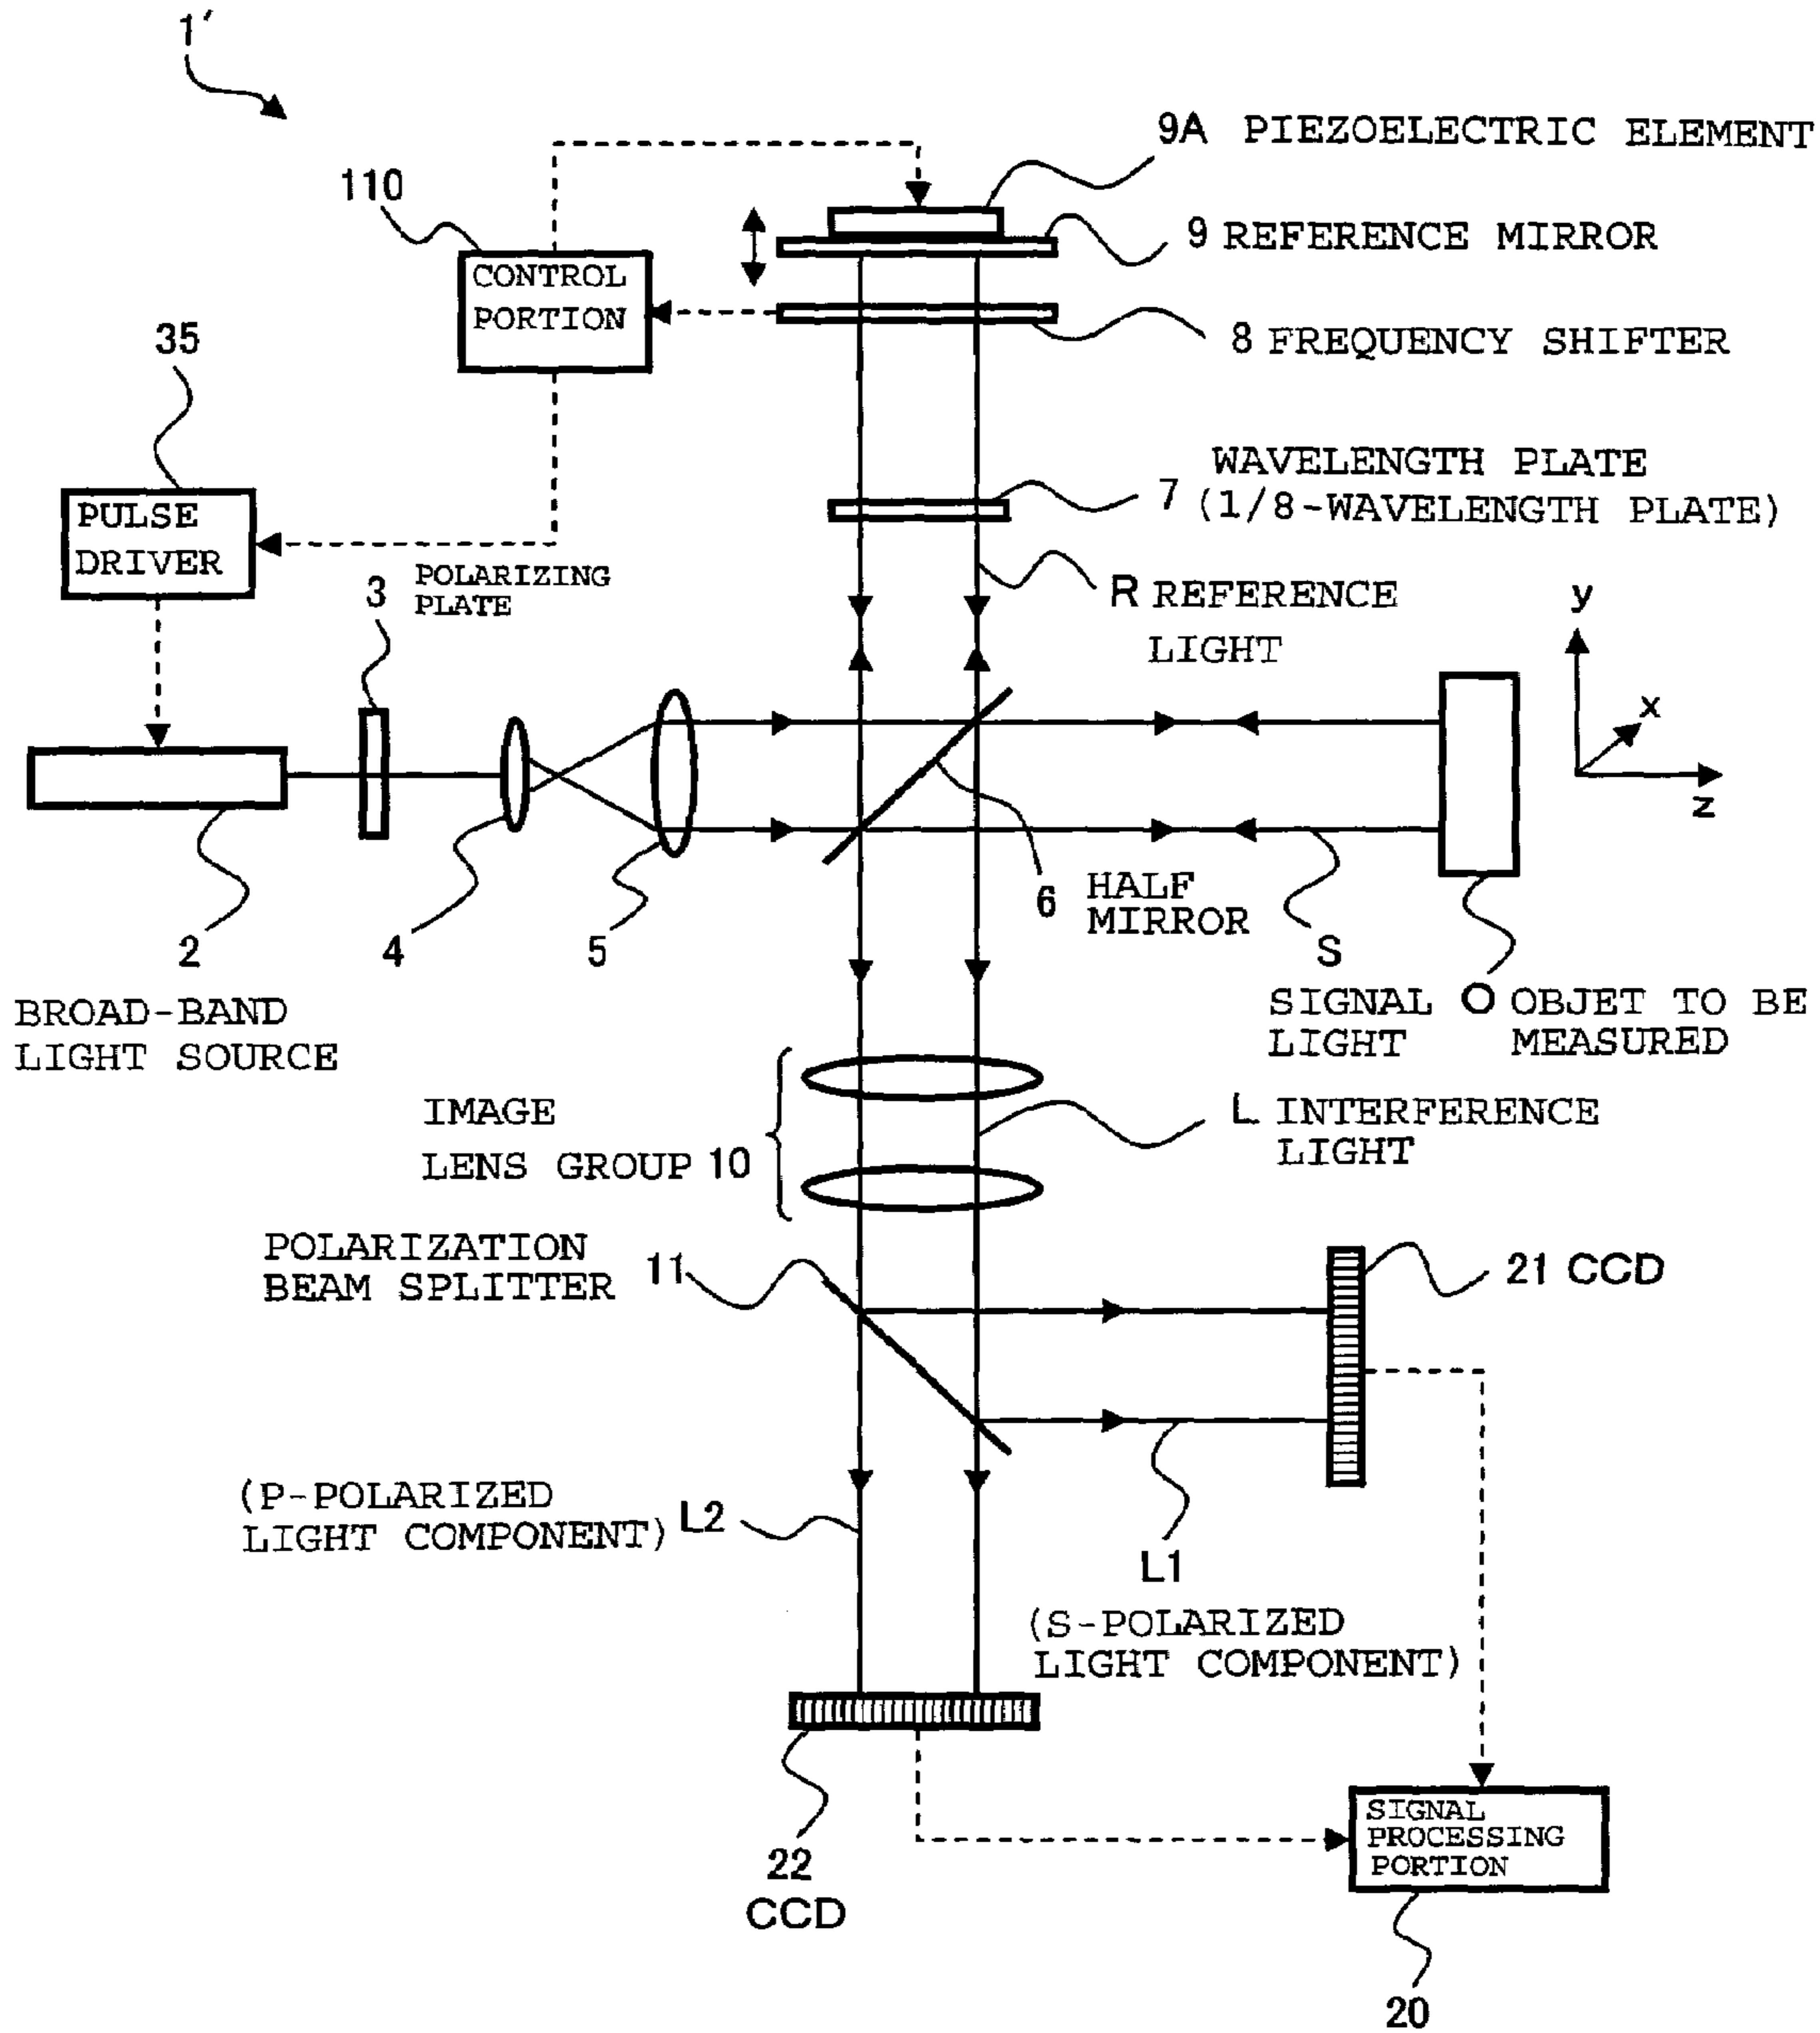 1′
9A PIEZOELECTRIC ELEMENT
110
9 REFERENCE MIRROR
CONTROL
PORTION
8 FREQUENCY SHIFTER
35
WAVELENGTH PLATE
7 (1/8-WAVELENGTH PLATE)
PULSE
DRIVER
3 POLARIZING
PLATE
R REFERENCE
LIGHT
y
x
z
2
4
5
6 HALF
MIRROR
S
BROAD-BAND
LIGHT SOURCE
SIGNAL
LIGHT
O OBJET TO BE
MEASURED
IMAGE
LENS GROUP 10
L INTERFERENCE
LIGHT
POLARIZATION
BEAM SPLITTER
11
21 CCD
(P-POLARIZED
LIGHT COMPONENT) L2
L1
(S-POLARIZED
LIGHT COMPONENT)
22
CCD
SIGNAL
PROCESSING
PORTION
20